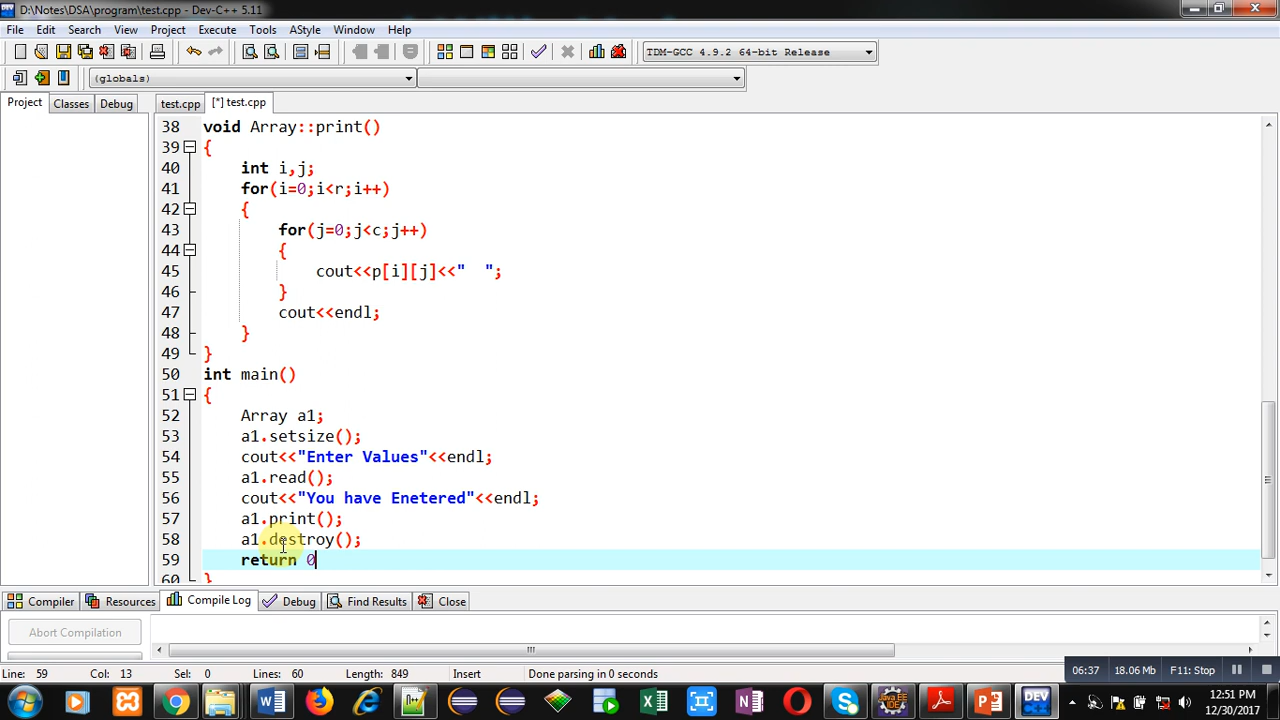 D:\Notes\DSA\program\test.cpp - Dev-C++ 5.11
File Edit Search View Project Execute Tools AStyle Window Help
TDM-GCC 4.9.2 64-bit Release
(globals)
Project Classes Debug test.cpp [*] test.cpp
38 void Array::print()
39 {
40 int i,j;
41 for(i=0;i<r;i++)
42 {
43 for(j=0;j<c;j++)
44 {
45 cout<<p[i][j]<<"  ";
46 }
47 cout<<endl;
48 }
49 }
50 int main()
51 {
52 Array a1;
53 a1.setsize();
54 cout<<"Enter Values"<<endl;
55 a1.read();
56 cout<<"You have Enetered"<<endl;
57 a1.print();
58 a1.destroy();
59 return 0
60 }
Compiler Resources Compile Log Debug Find Results Close
Abort Compilation
Line: 59 Col: 13 Sel: 0 Lines: 60 Length: 849 Insert Done parsing in 0 seconds
06:37 18.06 Mb F11: Stop
DEV
12:51 PM
12/30/2017